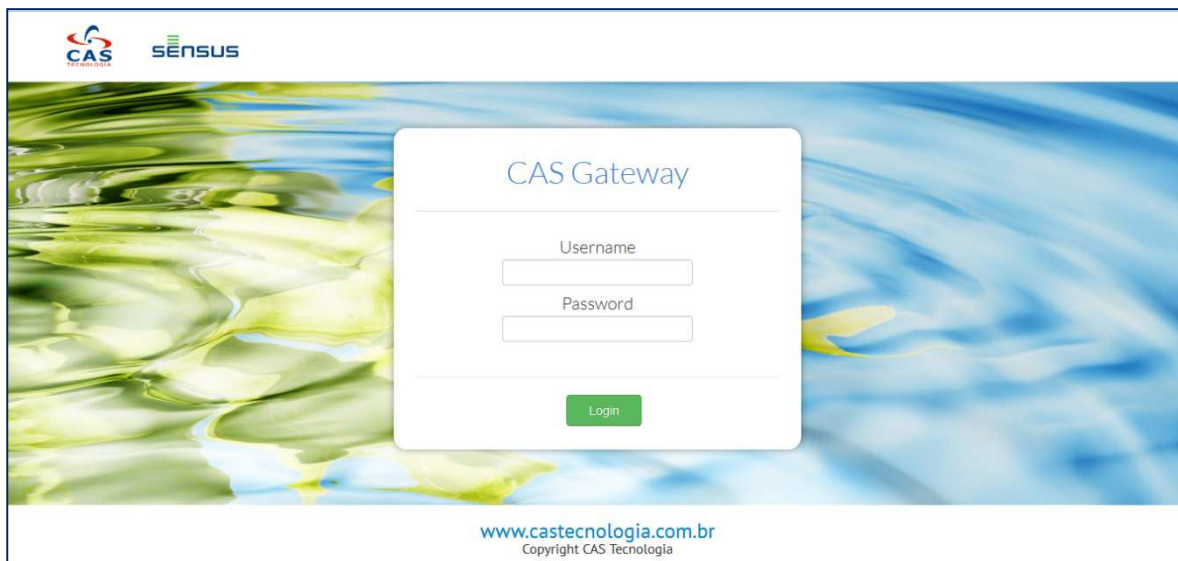 CAS
TECNOLOGIA
sensus
CAS Gateway
Username
Password
Login
www.castecnologia.com.br
Copyright CAS Tecnologia